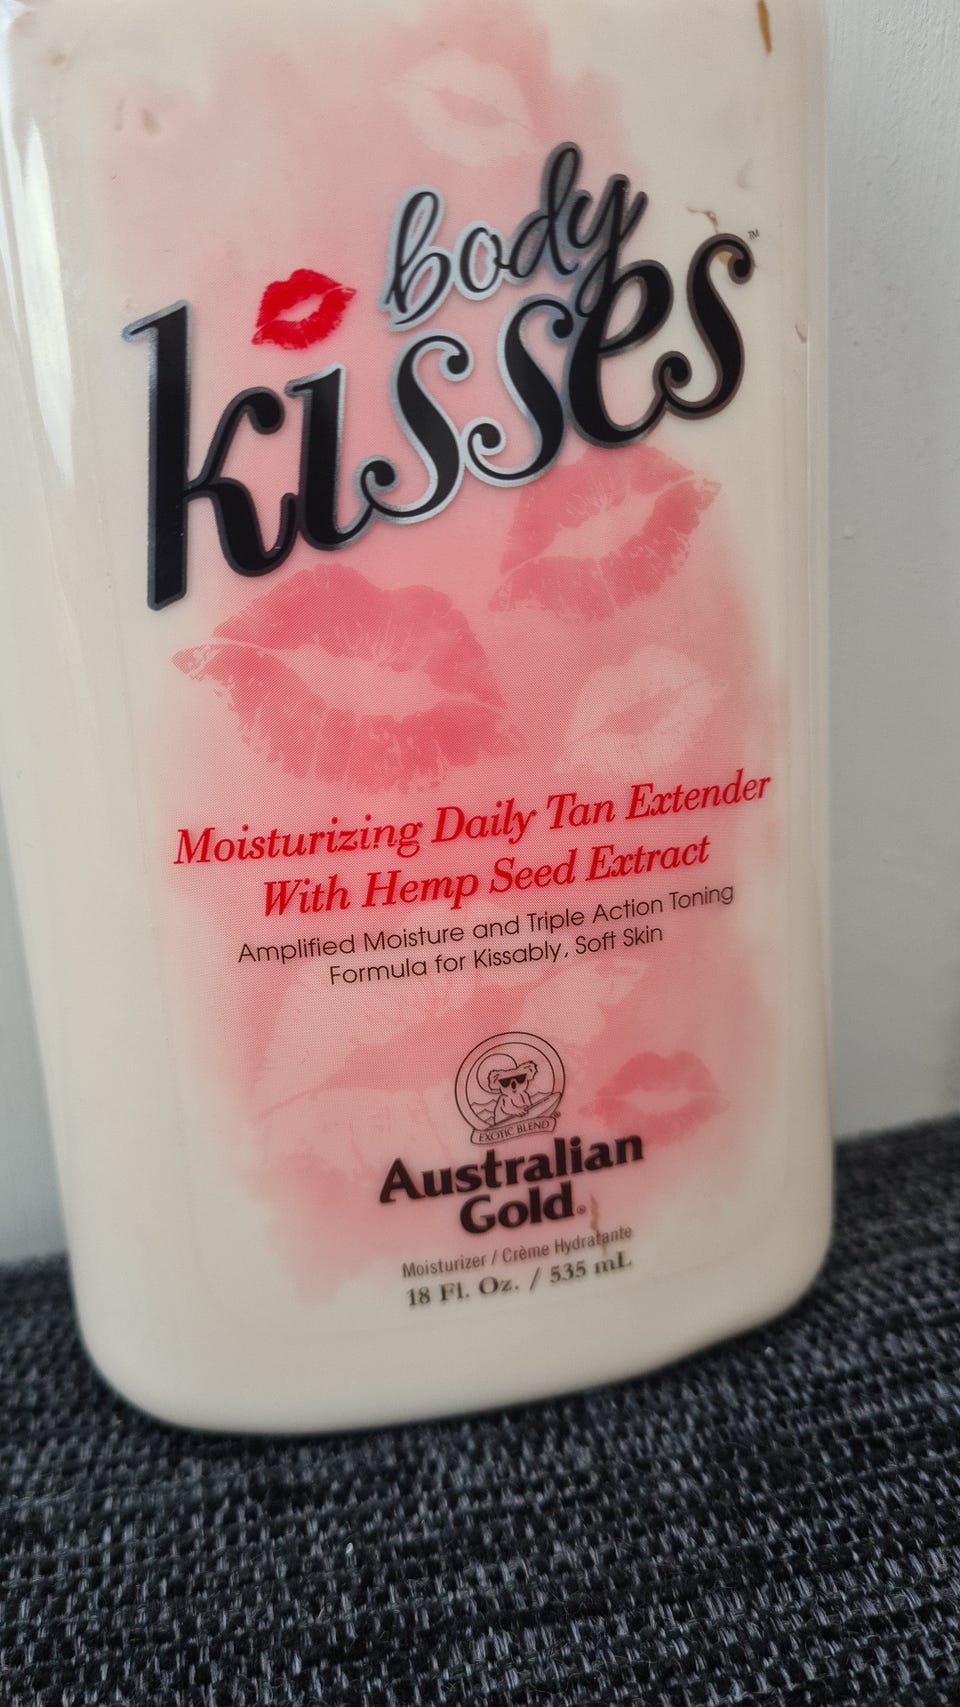 body
kisses™
Moisturizing Daily Tan Extender
With Hemp Seed Extract
Amplified Moisture and Triple Action Toning
Formula for Kissably, Soft Skin
EXOTIC BLEND®
Australian
Gold®
Moisturizer / Crème Hydratante
18 Fl. Oz. / 535 mL